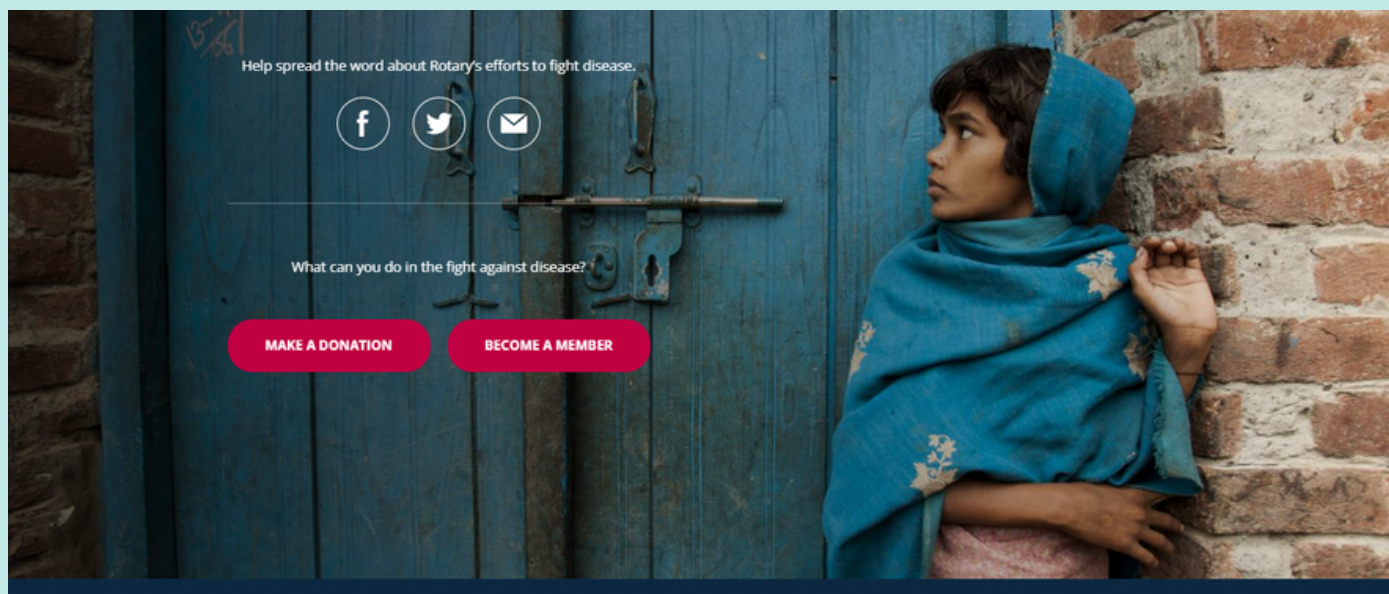 Help spread the word about Rotary's efforts to fight disease.
What can you do in the fight against disease?
MAKE A DONATION BECOME A MEMBER